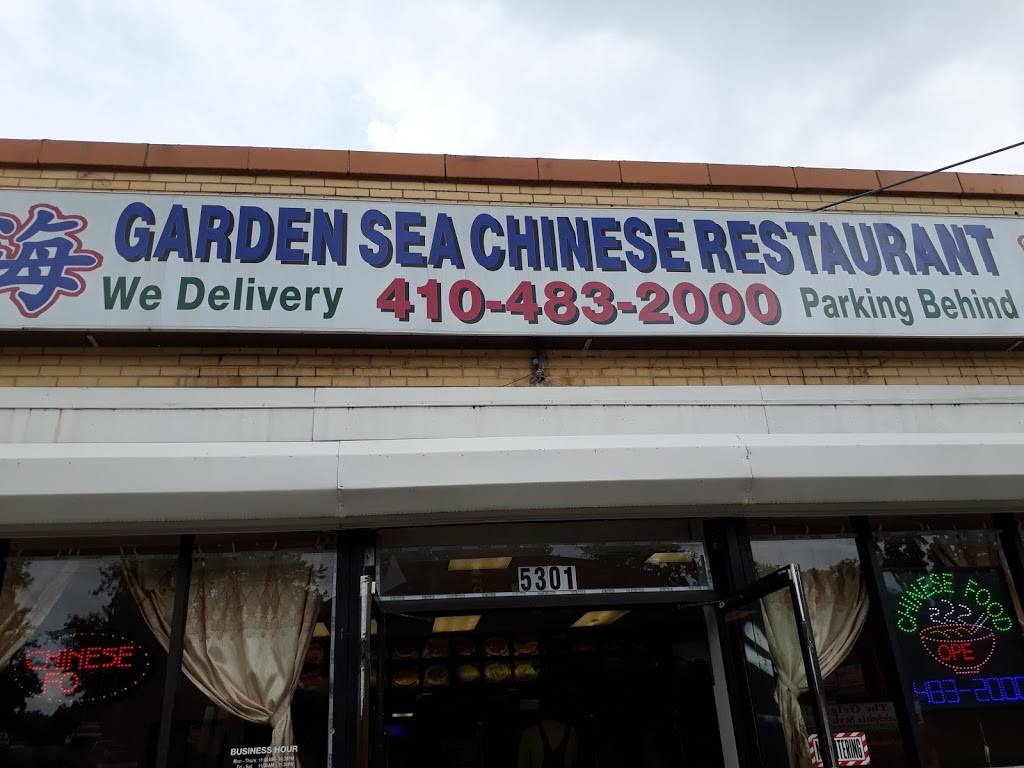 海 GARDEN SEA CHINESE RESTAURANT
We Delivery 410-483-2000 Parking Behind
5301
CHINESE
FO
CHINESE FOOD
OPE
483-2000
BUSINESS HOUR